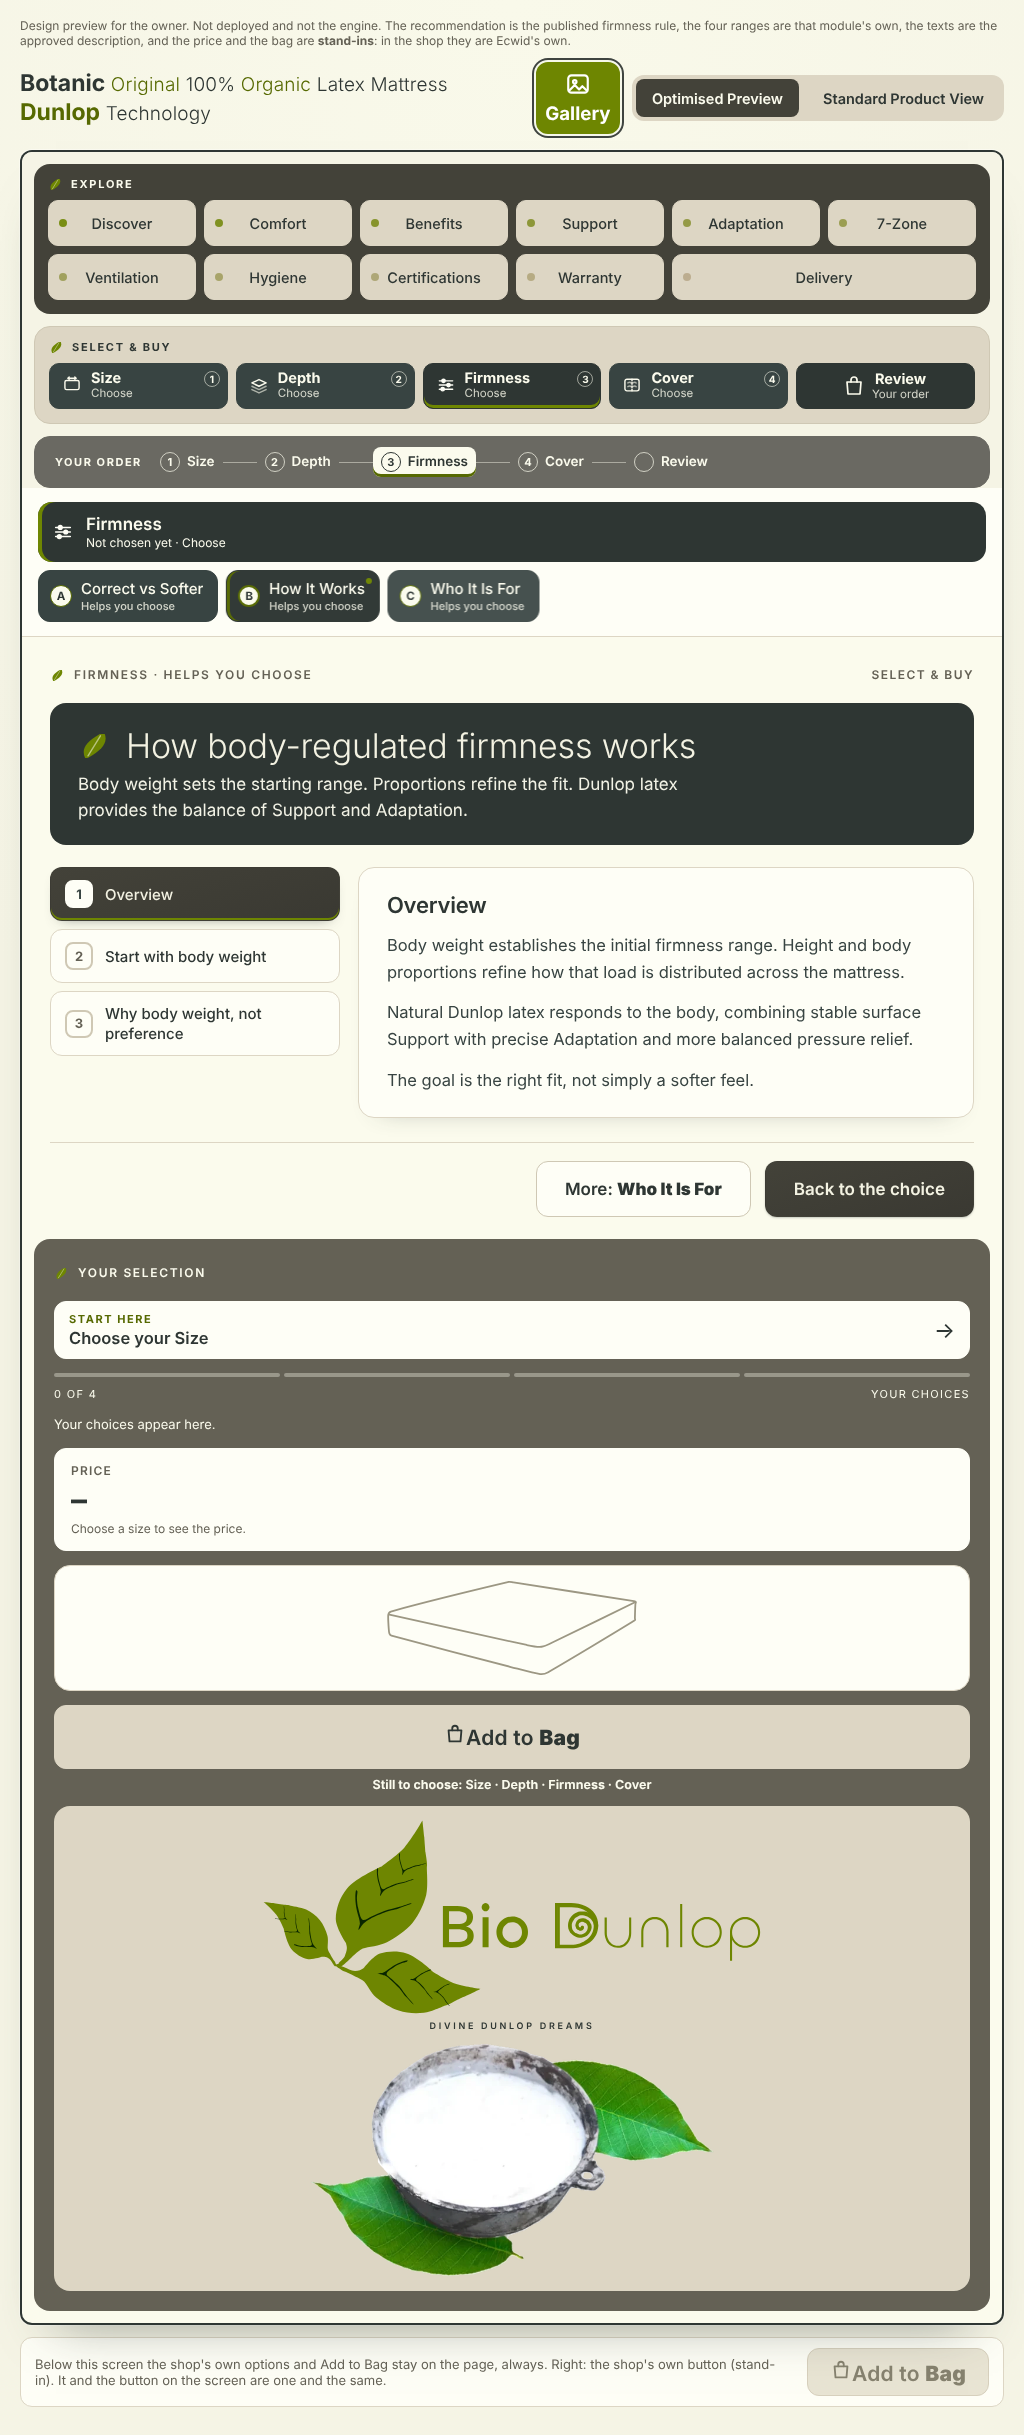 Design preview for the owner. Not deployed and not the engine. The recommendation is the published firmness rule, the four ranges are that module's own, the texts are the
approved description, and the price and the bag are stand-ins: in the shop they are Ecwid's own.
Botanic Original 100% Organic Latex Mattress
Dunlop Technology
Gallery
Optimised Preview
Standard Product View
EXPLORE
Discover
Comfort
Benefits
Support
Adaptation
7-Zone
Ventilation
Hygiene
Certifications
Warranty
Delivery
SELECT & BUY
Size
Choose
1
Depth
Choose
2
Firmness
Choose
3
Cover
Choose
4
Review
Your order
YOUR ORDER
1 Size
2 Depth
3 Firmness
4 Cover
Review
Firmness
Not chosen yet · Choose
A
Correct vs Softer
Helps you choose
B
How It Works
Helps you choose
C
Who It Is For
Helps you choose
FIRMNESS · HELPS YOU CHOOSE
SELECT & BUY
How body-regulated firmness works
Body weight sets the starting range. Proportions refine the fit. Dunlop latex
provides the balance of Support and Adaptation.
1 Overview
2 Start with body weight
3 Why body weight, not
preference
Overview
Body weight establishes the initial firmness range. Height and body
proportions refine how that load is distributed across the mattress.
Natural Dunlop latex responds to the body, combining stable surface
Support with precise Adaptation and more balanced pressure relief.
The goal is the right fit, not simply a softer feel.
More: Who It Is For
Back to the choice
YOUR SELECTION
START HERE
Choose your Size
0 OF 4
YOUR CHOICES
Your choices appear here.
PRICE
–
Choose a size to see the price.
Add to Bag
Still to choose: Size · Depth · Firmness · Cover
Bio Dunlop
DIVINE DUNLOP DREAMS
Below this screen the shop's own options and Add to Bag stay on the page, always. Right: the shop's own button (stand-
in). It and the button on the screen are one and the same.
Add to Bag